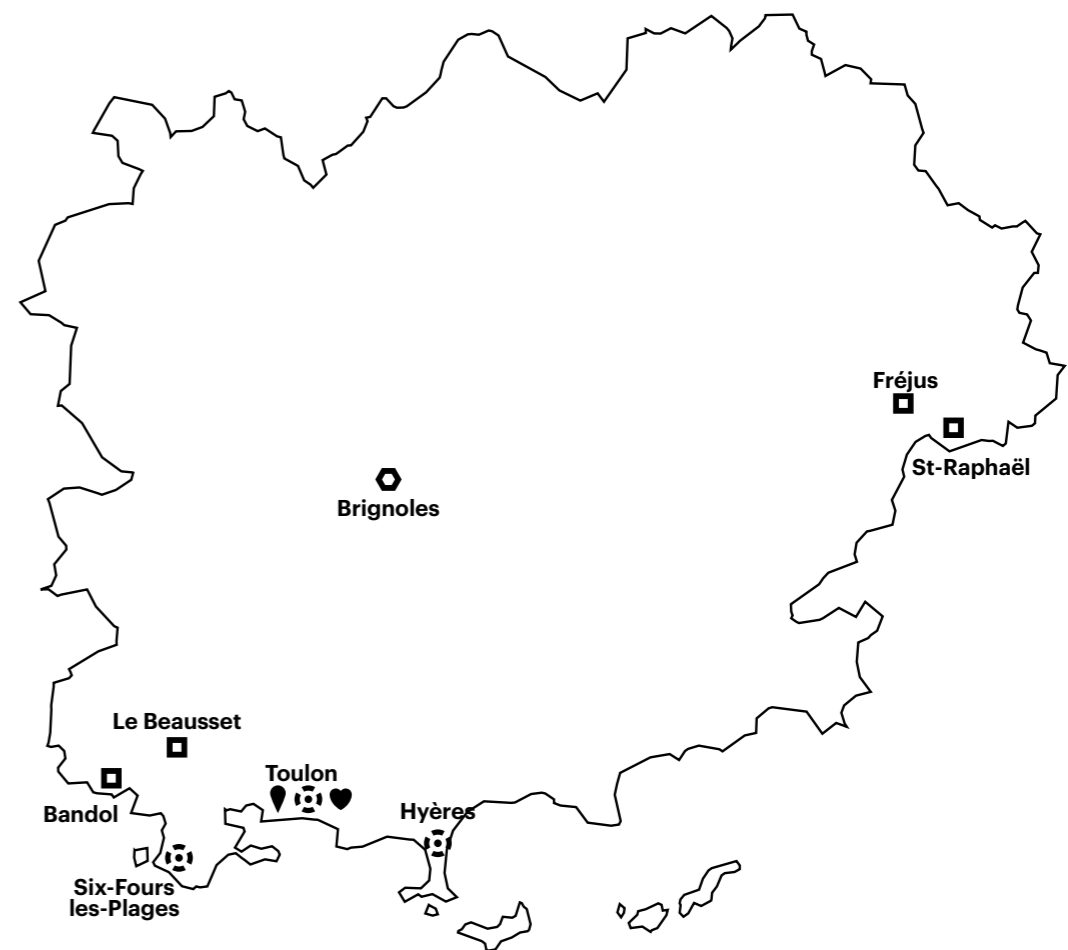 Fréjus
St-Raphaël
Brignoles
Le Beausset
Toulon
Bandol
Hyères
Six-Fours
les-Plages